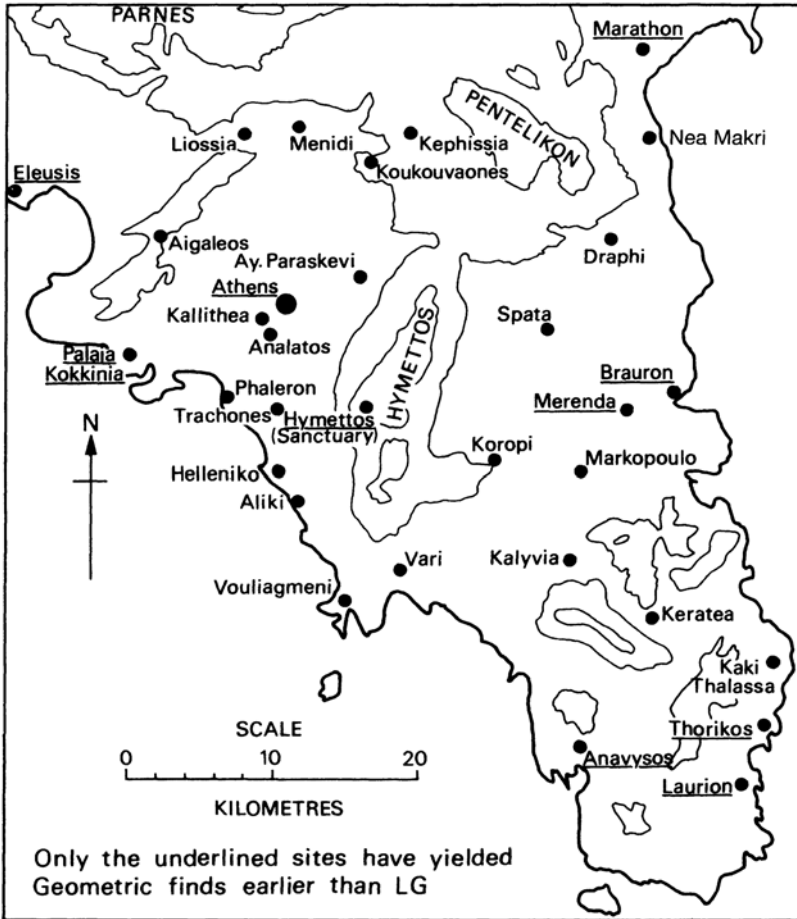 PARNES
Marathon
PENTELIKON
Liossia
Menidi
Kephissia
Nea Makri
Koukouvaones
Eleusis
Aigaleos
Draphi
Ay. Paraskevi
Athens
Kallithea
Spata
Analatos
HYMETTOS
Palaia
Kokkinia
Brauron
Phaleron
Merenda
Trachones
Hymettos
(Sanctuary)
N
Koropi
Markopoulo
Helleniko
Aliki
Vari
Kalyvia
Vouliagmeni
Keratea
Kaki
Thalassa
SCALE
Thorikos
0 10 20
Anavysos
KILOMETRES
Laurion
Only the underlined sites have yielded
Geometric finds earlier than LG